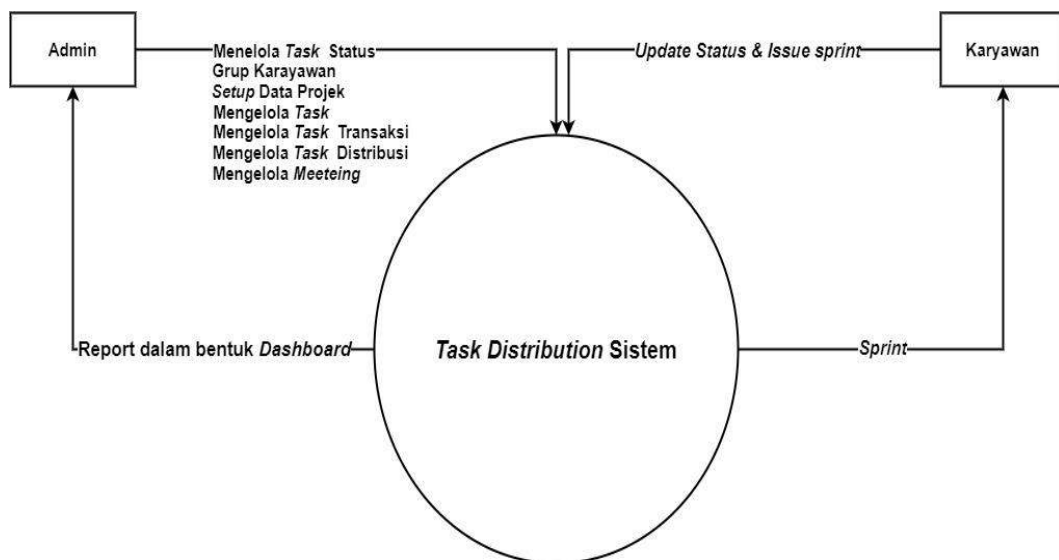 Admin
Menelola Task Status
Grup Karayawan
Setup Data Projek
Mengelola Task
Mengelola Task Transaksi
Mengelola Task Distribusi
Mengelola Meeteing
Update Status & Issue sprint
Karyawan
Report dalam bentuk Dashboard
Task Distribution Sistem
Sprint